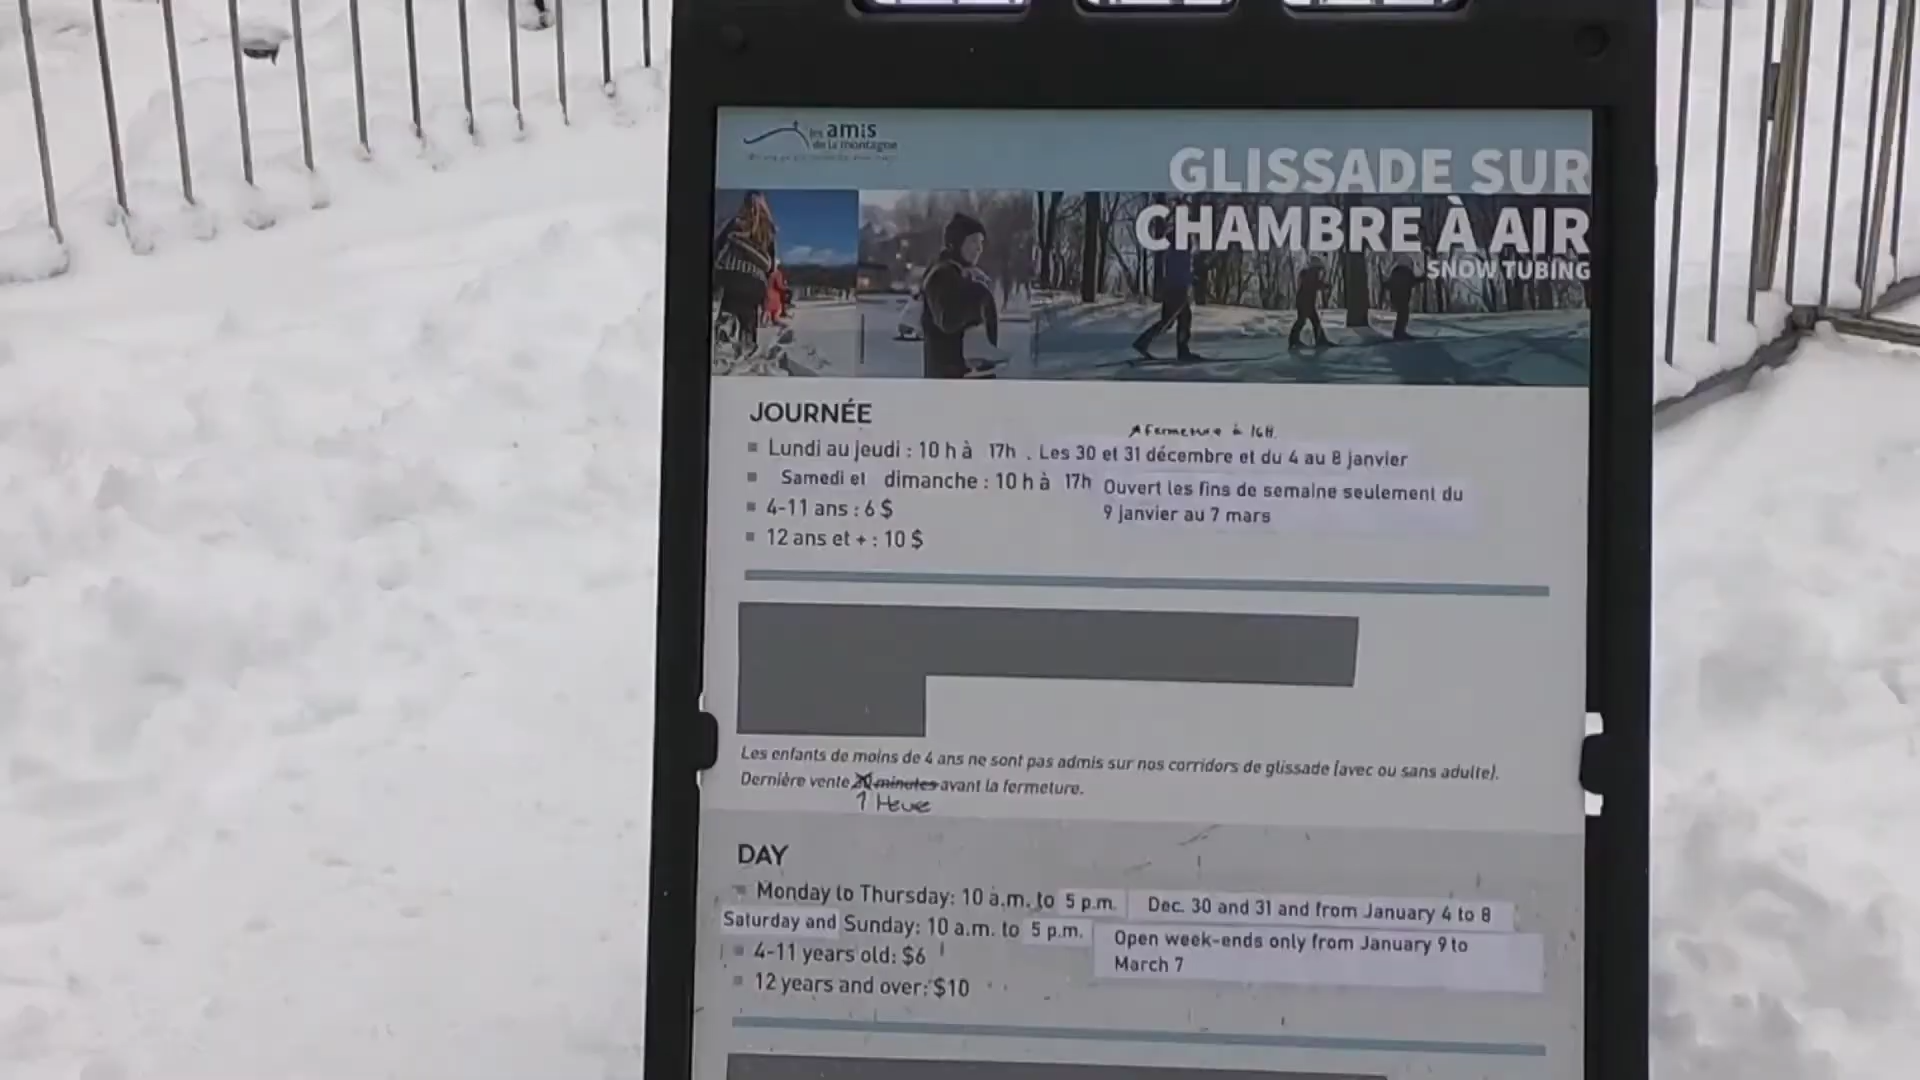 les amis
de la montagne
GLISSADE SUR
CHAMBRE À AIR
SNOW TUBING
JOURNÉE
fermeture à 16H.
Lundi au jeudi : 10 h à 17h . Les 30 et 31 décembre et du 4 au 8 janvier
Samedi et dimanche : 10 h à 17h Ouvert les fins de semaine seulement du
9 janvier au 7 mars
4-11 ans : 6 $
12 ans et + : 10 $
Les enfants de moins de 4 ans ne sont pas admis sur nos corridors de glissade (avec ou sans adulte).
Dernière vente minutes avant la fermeture.
1 Heure
DAY
Monday to Thursday: 10 a.m. to 5 p.m. Dec. 30 and 31 and from January 4 to 8
Saturday and Sunday: 10 a.m. to 5 p.m. Open week-ends only from January 9 to
March 7
4-11 years old: $6
12 years and over: $10